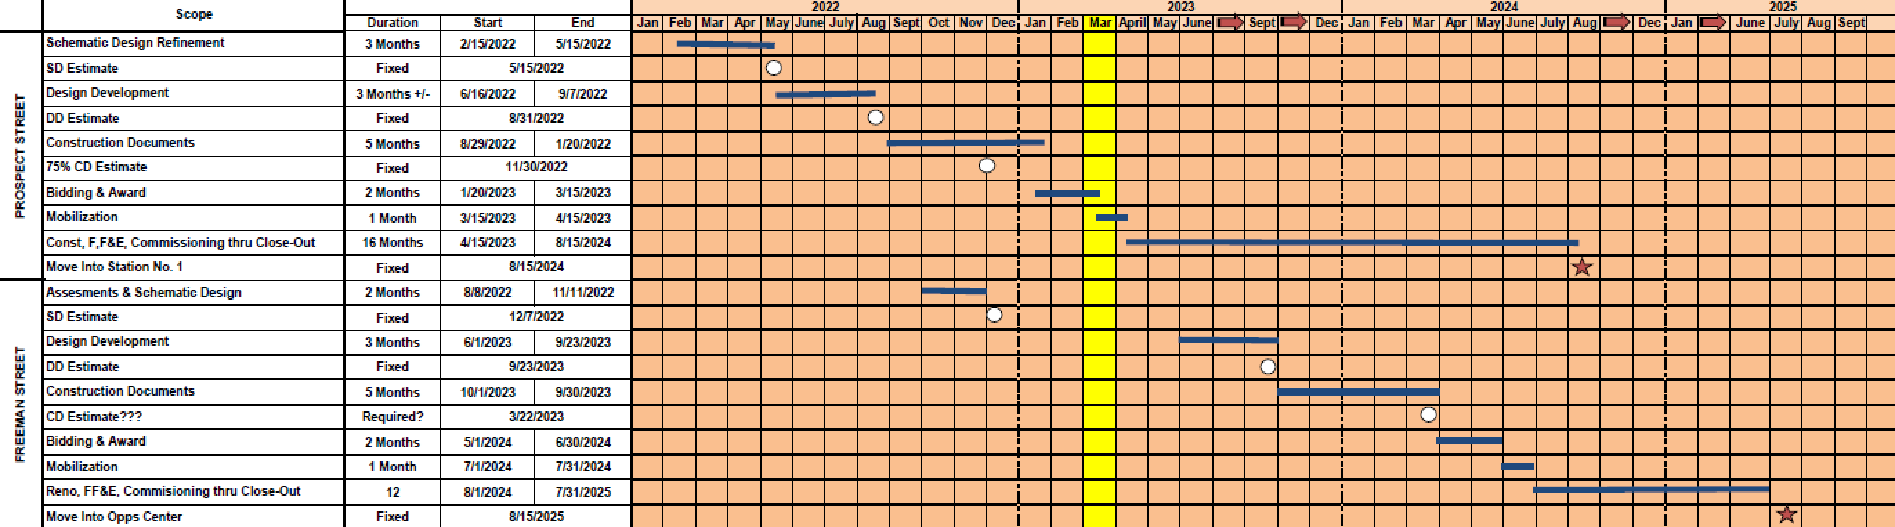 2022 2023 2024 2025
Scope Duration Start End Jan Feb Mar Apr May June July Aug Sept Oct Nov Dec Jan Feb Mar April May June Sept Dec Jan Feb Mar Apr May June July Aug Dec Jan June July Aug Sept
PROSPECT STREET
Schematic Design Refinement 3 Months 2/15/2022 5/15/2022
SD Estimate Fixed 5/15/2022
Design Development 3 Months +/- 6/16/2022 9/7/2022
DD Estimate Fixed 8/31/2022
Construction Documents 5 Months 8/29/2022 1/20/2022
75% CD Estimate Fixed 11/30/2022
Bidding & Award 2 Months 1/20/2023 3/15/2023
Mobilization 1 Month 3/15/2023 4/15/2023
Const, F,F&E, Commissioning thru Close-Out 16 Months 4/15/2023 8/15/2024
Move Into Station No. 1 Fixed 8/15/2024
FREEMAN STREET
Assesments & Schematic Design 2 Months 8/8/2022 11/11/2022
SD Estimate Fixed 12/7/2022
Design Development 3 Months 6/1/2023 9/23/2023
DD Estimate Fixed 9/23/2023
Construction Documents 5 Months 10/1/2023 9/30/2023
CD Estimate??? Required? 3/22/2023
Bidding & Award 2 Months 5/1/2024 6/30/2024
Mobilization 1 Month 7/1/2024 7/31/2024
Reno, FF&E, Commisioning thru Close-Out 12 8/1/2024 7/31/2025
Move Into Opps Center Fixed 8/15/2025